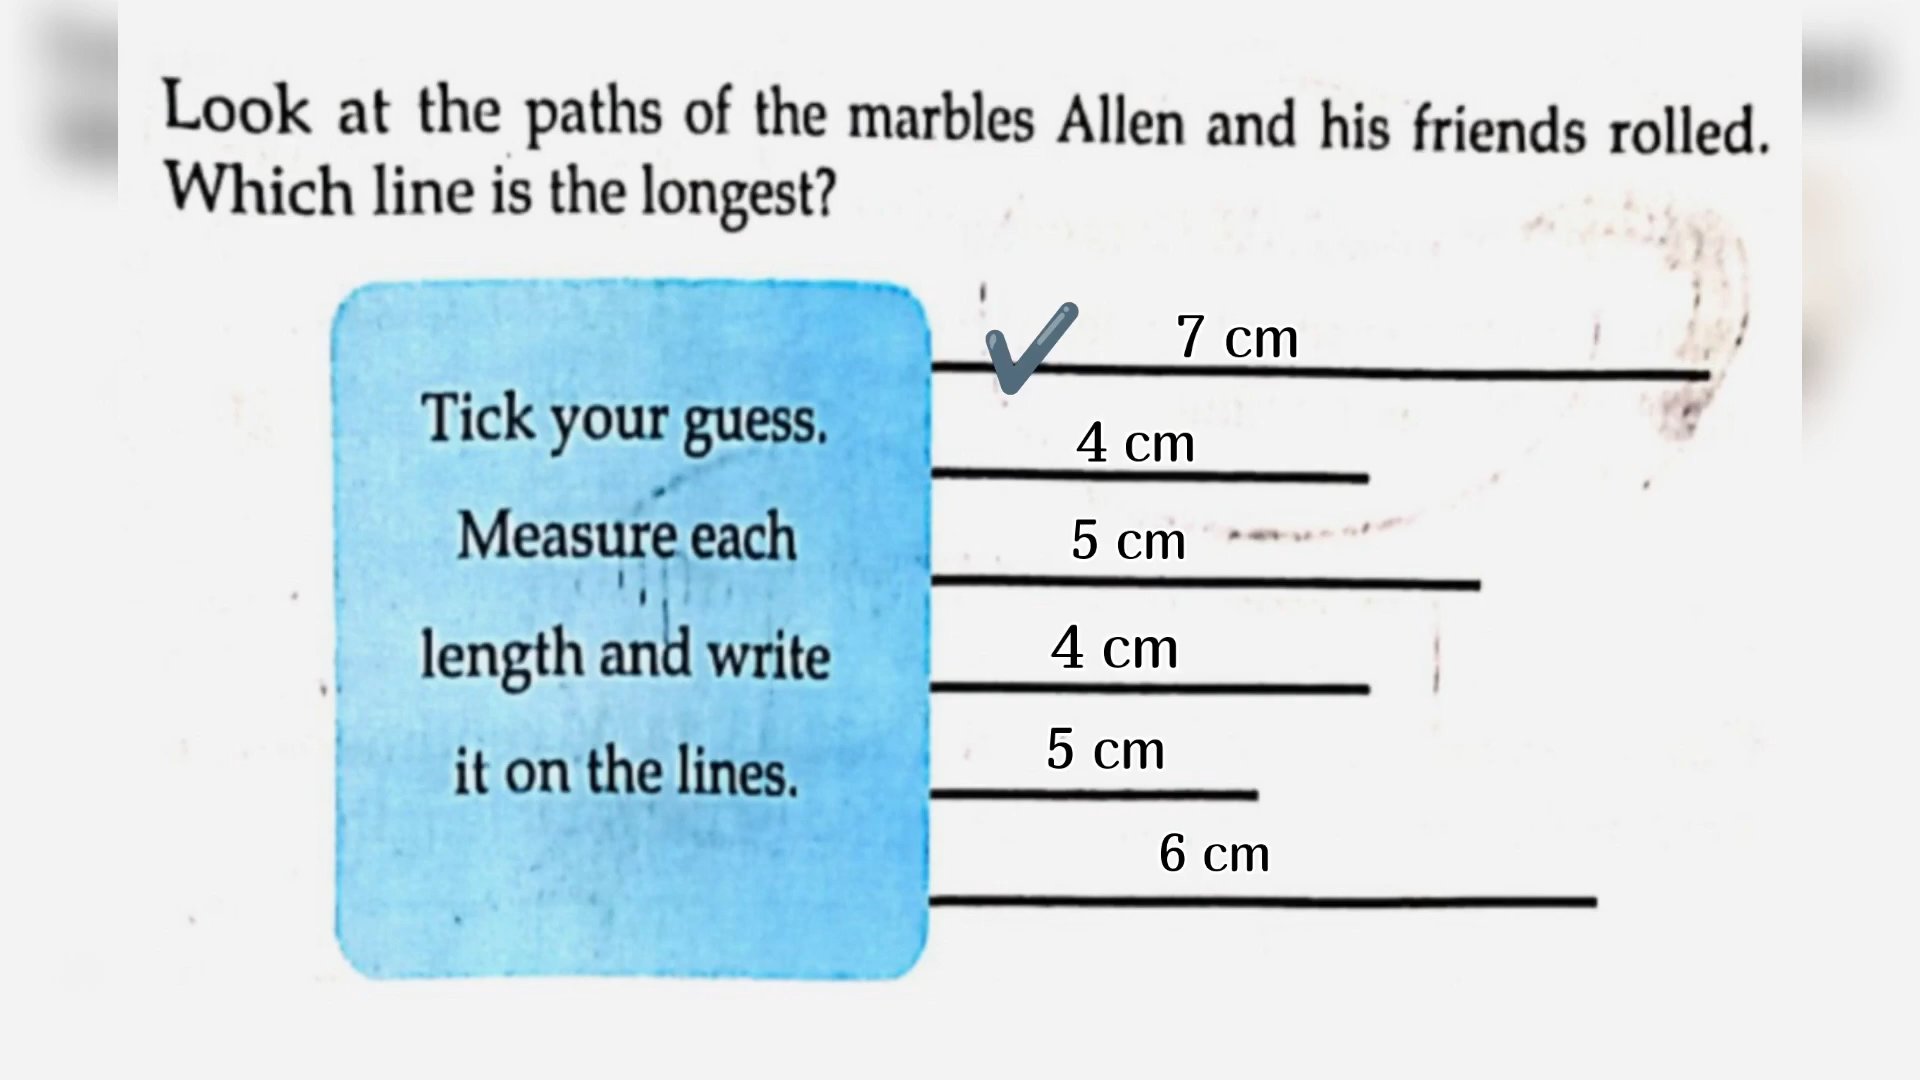 Look at the paths of the marbles Allen and his friends rolled.
Which line is the longest?
Tick your guess.
Measure each
length and write
it on the lines.
7 cm
4 cm
5 cm
4 cm
5 cm
6 cm